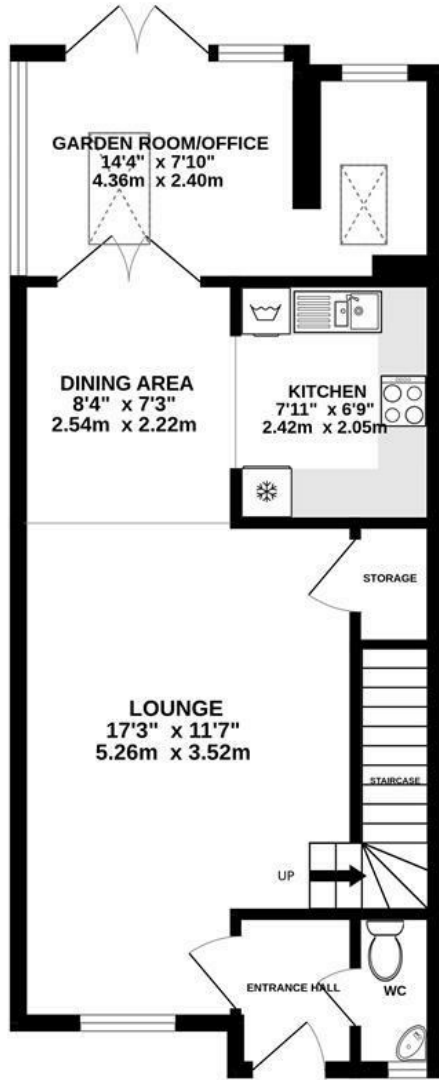 GARDEN ROOM/OFFICE
14'4" x 7'10"
4.36m x 2.40m
DINING AREA
8'4" x 7'3"
2.54m x 2.22m
KITCHEN
7'11" x 6'9"
2.42m x 2.05m
STORAGE
LOUNGE
17'3" x 11'7"
5.26m x 3.52m
STAIRCASE
UP
ENTRANCE HALL
WC